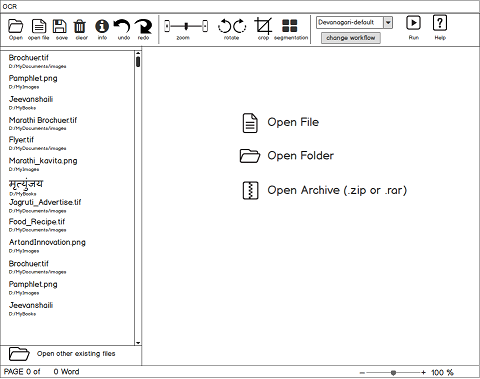 OCR
Open open file save clear info undo redo zoom rotate crop segmentation Devanagari-default change workflow Run Help
Brochuer.tif
D:/MyDocuments/images
Pamphlet.png
D:/MyImages
Jeevanshaili
D:/MyBooks
Marathi Brochuer.tif
D:/MyDocuments/images
Flyer.tif
D:/MyDocuments/images
Marathi_kavita.png
D:/MyImages
मृत्युंजय
D:/MyBooks
Jagruti_Advertise.tif
D:/MyDocuments/images
Food_Recipe.tif
D:/MyDocuments/images
ArtandInnovation.png
D:/MyImages
Brochuer.tif
D:/MyDocuments/images
Pamphlet.png
D:/MyImages
Jeevanshaili
D:/MyBooks
Open other existing files
Open File
Open Folder
Open Archive (.zip or .rar)
PAGE 0 of 0 Word
100 %